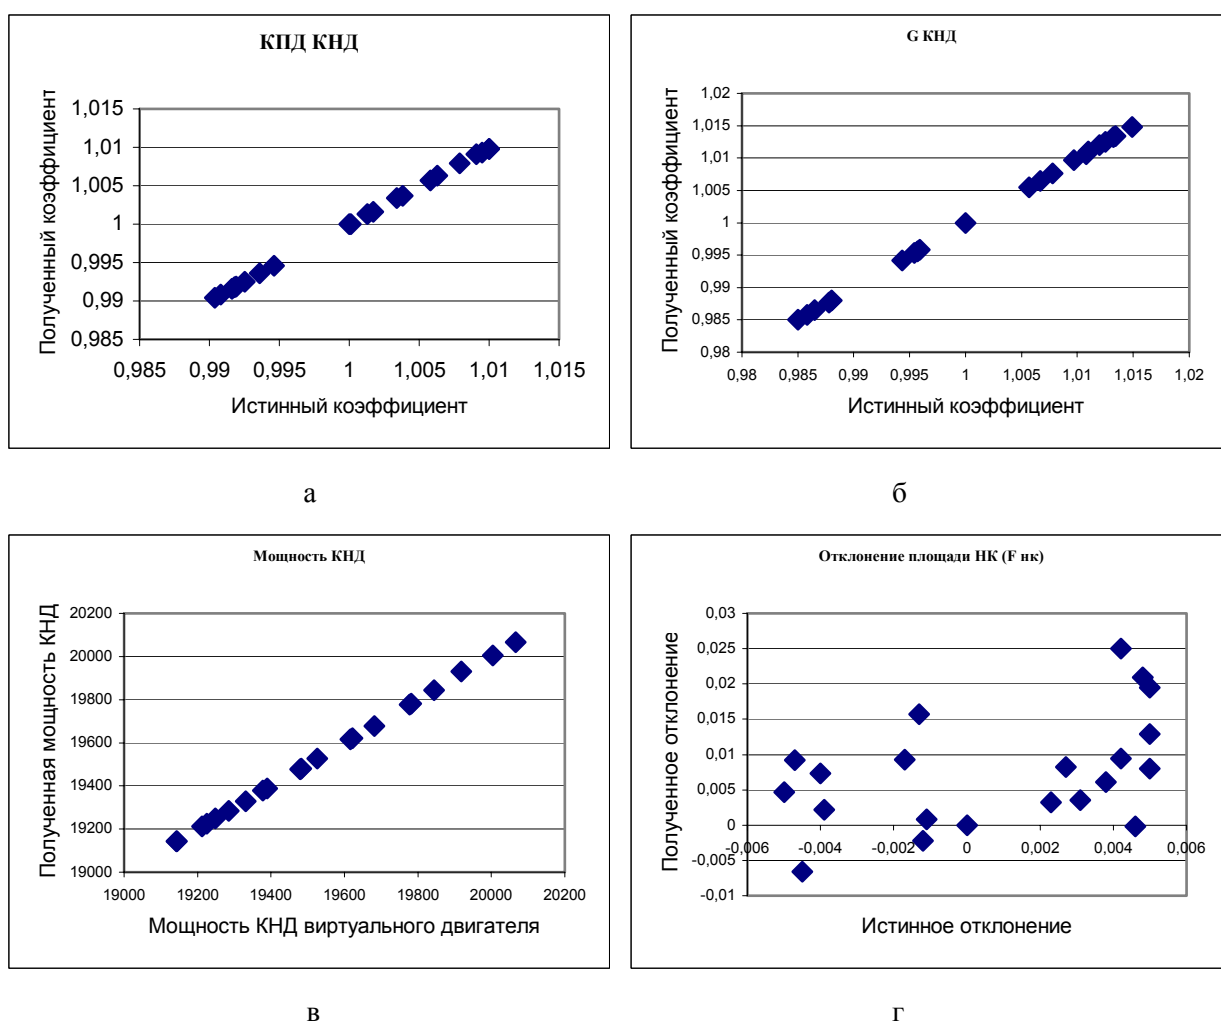 КПД КНД
Полученный коэффициент
1,015
1,01
1,005
1
0,995
0,99
0,985
0,985 0,99 0,995 1 1,005 1,01 1,015
Истинный коэффициент
а
G КНД
Полученный коэффициент
1,02
1,015
1,01
1,005
1
0,995
0,99
0,985
0,98
0,98 0,985 0,99 0,995 1 1,005 1,01 1,015 1,02
Истинный коэффициент
б
Мощность КНД
Полученная мощность КНД
20200
20000
19800
19600
19400
19200
19000
19000 19200 19400 19600 19800 20000 20200
Мощность КНД виртуального двигателя
в
Отклонение площади НК (F нк)
Полученное отклонение
0,03
0,025
0,02
0,015
0,01
0,005
0
-0,005
-0,01
-0,006 -0,004 -0,002 0 0,002 0,004 0,006
Истинное отклонение
г